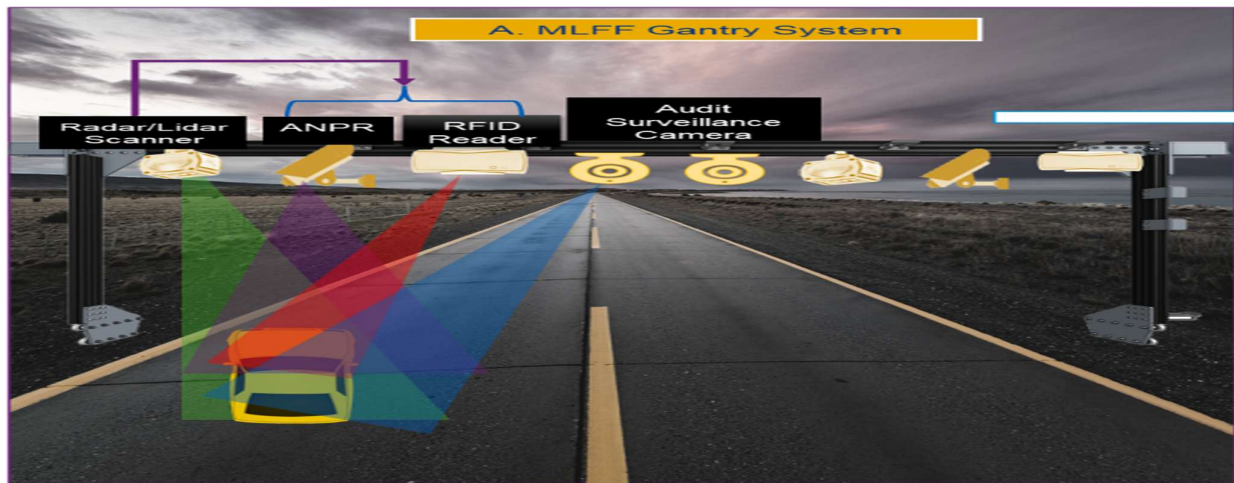 A. MLFF Gantry System
Radar/Lidar
Scanner
ANPR
RFID
Reader
Audit
Surveillance
Camera